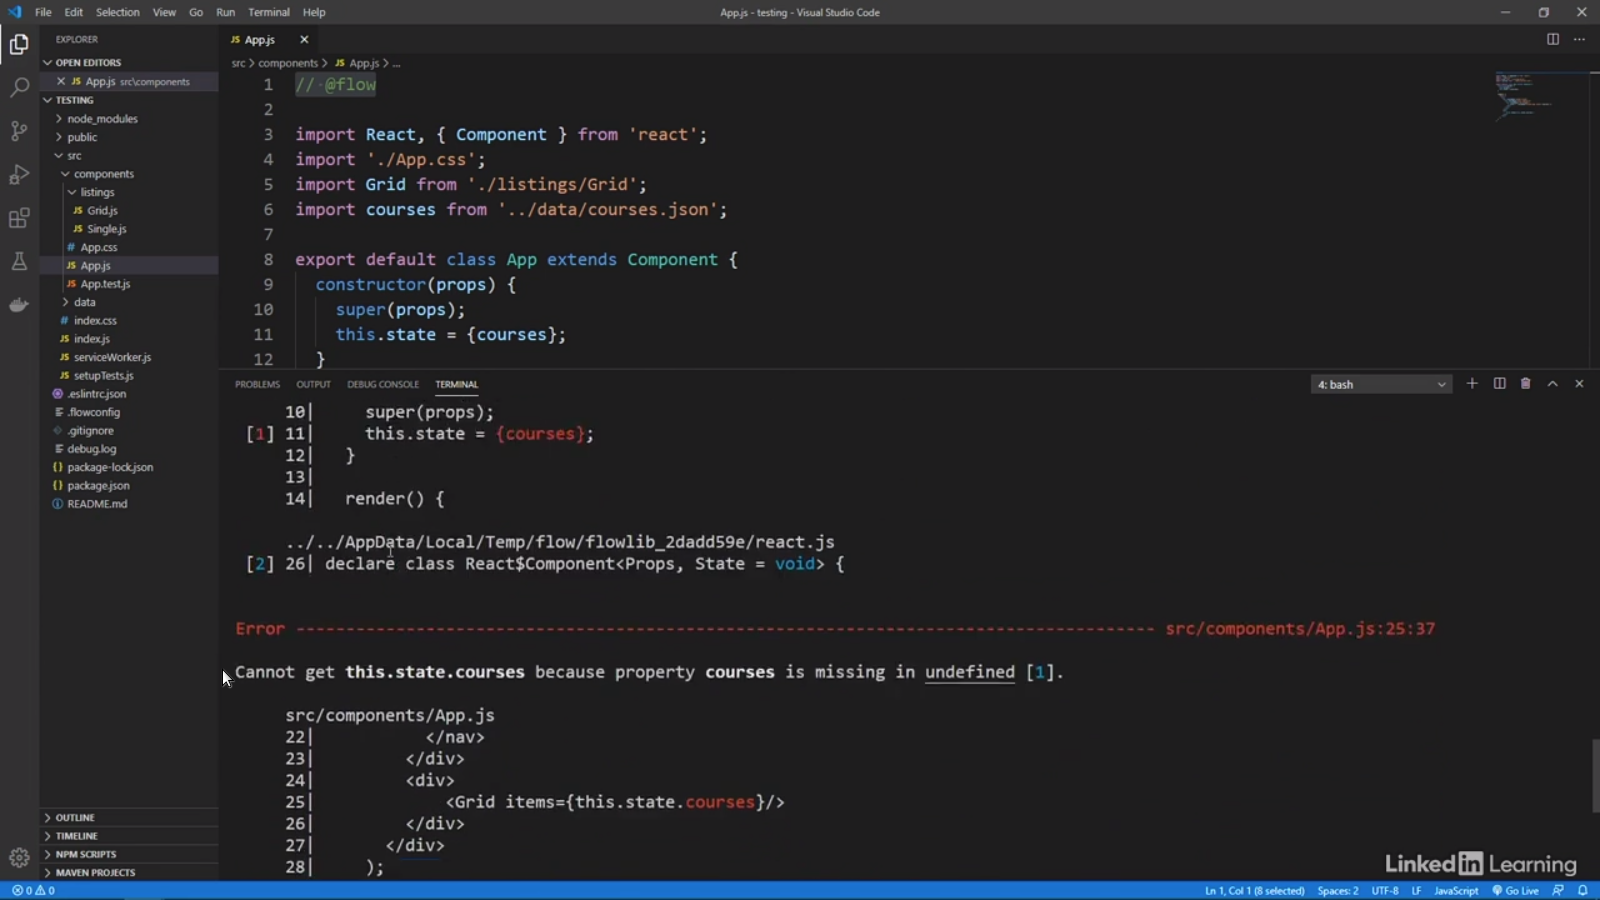 File Edit Selection View Go Run Terminal Help
App.js - testing - Visual Studio Code
EXPLORER
OPEN EDITORS
JS App.js src\components
TESTING
node_modules
public
src
components
listings
JS Grid.js
JS Single.js
# App.css
JS App.js
JS App.test.js
data
# index.css
JS index.js
JS serviceWorker.js
JS setupTests.js
.eslintrc.json
.flowconfig
.gitignore
debug.log
{} package-lock.json
{} package.json
README.md
OUTLINE
TIMELINE
NPM SCRIPTS
MAVEN PROJECTS
JS App.js
src > components > JS App.js > ...
1 // @flow
2
3 import React, { Component } from 'react';
4 import './App.css';
5 import Grid from './listings/Grid';
6 import courses from '../data/courses.json';
7
8 export default class App extends Component {
9 constructor(props) {
10 super(props);
11 this.state = {courses};
12 }
PROBLEMS OUTPUT DEBUG CONSOLE TERMINAL
4: bash
10| super(props);
[1] 11| this.state = {courses};
12| }
13|
14| render() {
../../AppData/Local/Temp/flow/flowlib_2dadd59e/react.js
[2] 26| declare class React$Component<Props, State = void> {
Error -------------------------------------------------------------------------------------- src/components/App.js:25:37
Cannot get this.state.courses because property courses is missing in undefined [1].
src/components/App.js
22| </nav>
23| </div>
24| <div>
25| <Grid items={this.state.courses}/>
26| </div>
27| </div>
28| );
LinkedIn Learning
0 0
Ln 1, Col 1 (8 selected) Spaces: 2 UTF-8 LF JavaScript Go Live